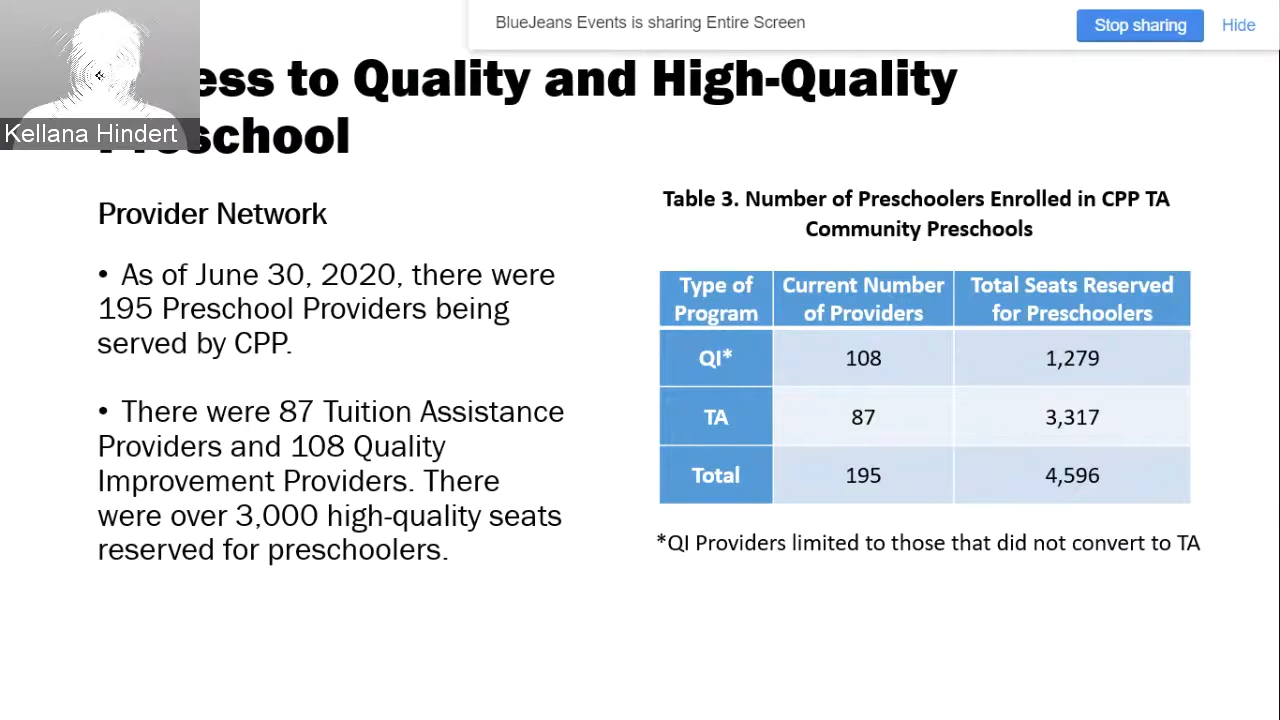 BlueJeans Events is sharing Entire Screen
Stop sharing
Hide
ess to Quality and High-Quality
school
Kellana Hindert
Provider Network
• As of June 30, 2020, there were
195 Preschool Providers being
served by CPP.
• There were 87 Tuition Assistance
Providers and 108 Quality
Improvement Providers. There
were over 3,000 high-quality seats
reserved for preschoolers.
Table 3. Number of Preschoolers Enrolled in CPP TA
Community Preschools
Type of Program
Current Number of Providers
Total Seats Reserved for Preschoolers
QI* 108 1,279
TA 87 3,317
Total 195 4,596
*QI Providers limited to those that did not convert to TA